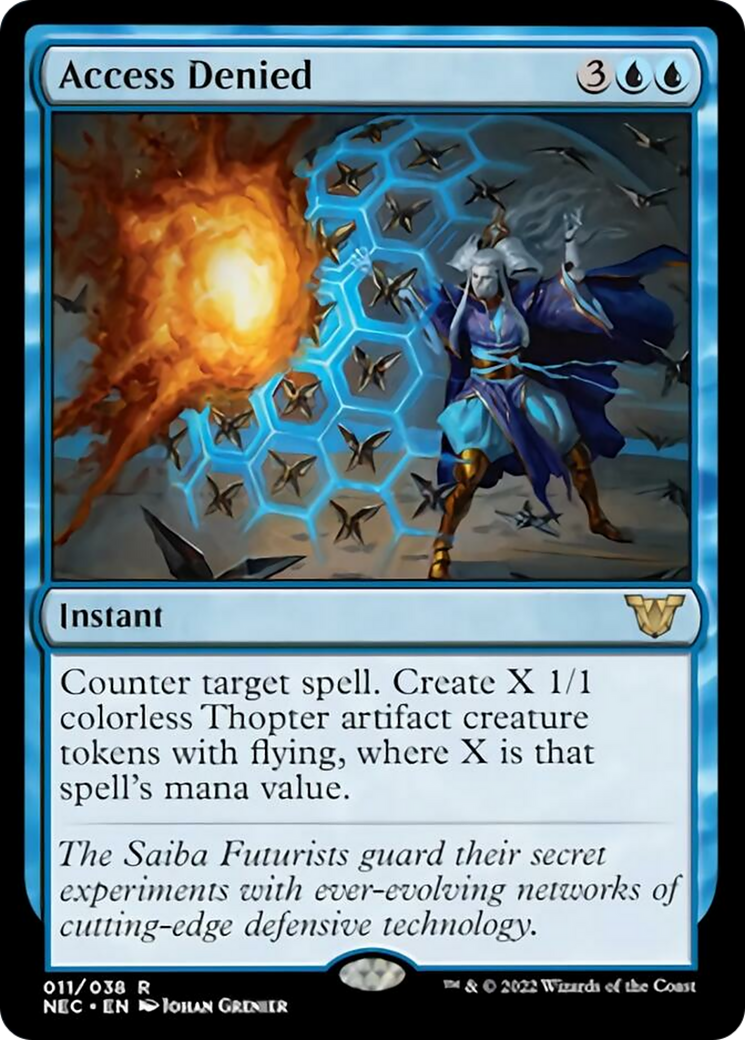 Access Denied 3
Instant
Counter target spell. Create X 1/1
colorless Thopter artifact creature
tokens with flying, where X is that
spell's mana value.
The Saiba Futurists guard their secret
experiments with ever-evolving networks of
cutting-edge defensive technology.
011/038 R
NEC • EN Johan Grenier
™ & © 2022 Wizards of the Coast